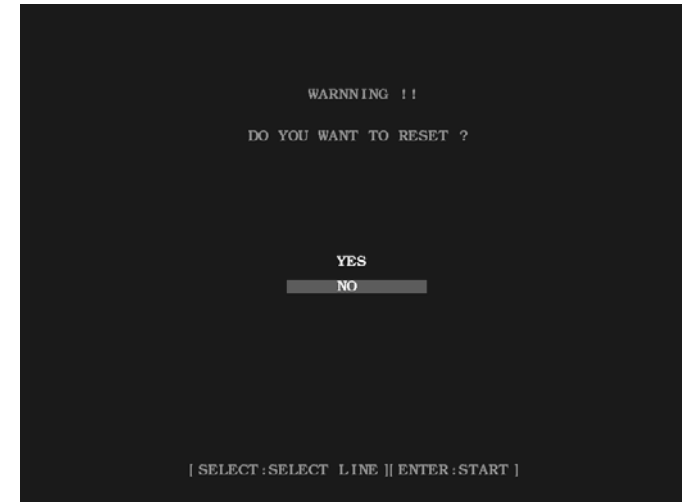 WARNNING !!
DO YOU WANT TO RESET ?
YES
NO
[ SELECT:SELECT LINE ][ ENTER:START ]